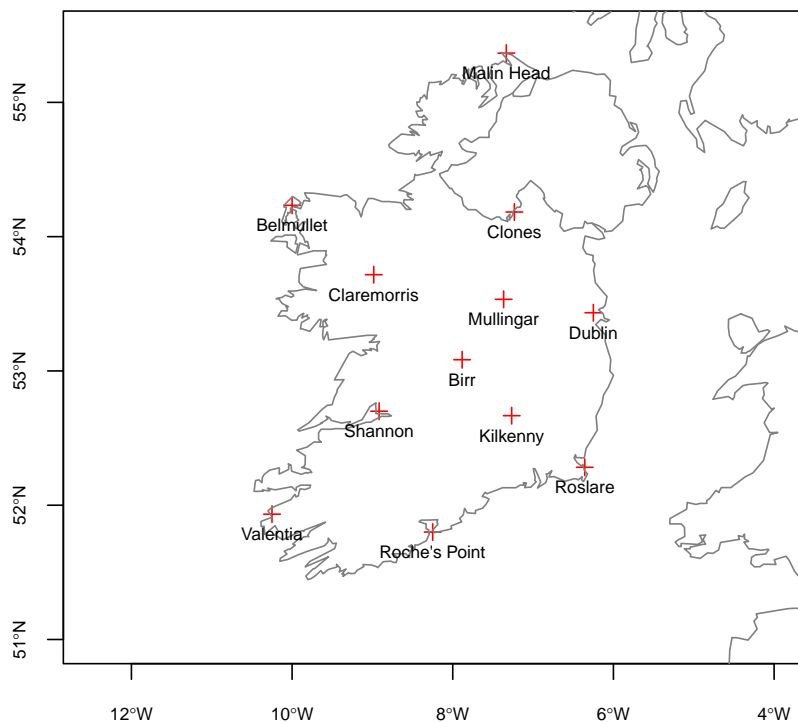 55°N
54°N
53°N
52°N
51°N
Malin Head
Belmullet
Clones
Claremorris
Mullingar
Dublin
Birr
Shannon
Kilkenny
Roslare
Valentia
Roche's Point
12°W
10°W
8°W
6°W
4°W